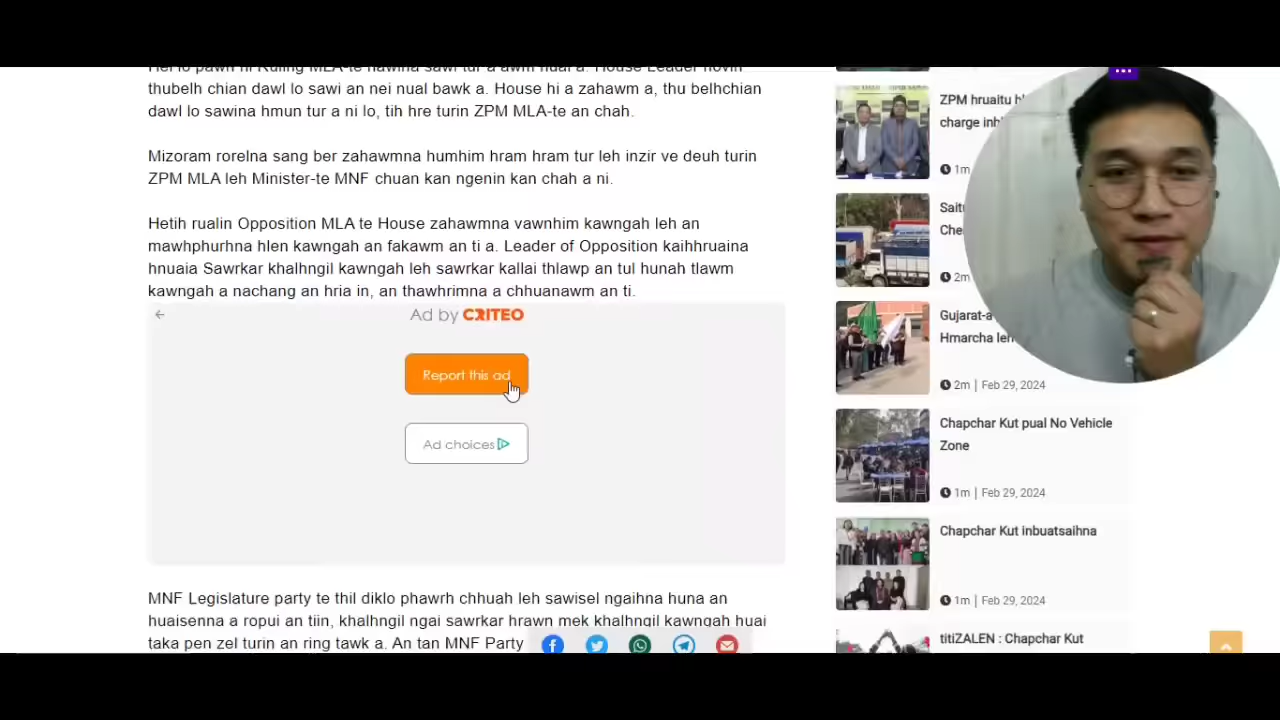 thubelh chian dawl lo sawi an nei nual bawk a. House hi a zahawm a, thu belhchian
dawl lo sawina hmun tur a ni lo, tih hre turin ZPM MLA-te an chah.
Mizoram rorelna sang ber zahawmna humhim hram hram tur leh inzir ve deuh turin
ZPM MLA leh Minister-te MNF chuan kan ngenin kan chah a ni.
Hetih rualin Opposition MLA te House zahawmna vawnhim kawngah leh an
mawhphurhna hlen kawngah an fakawm an ti a. Leader of Opposition kaihhruaina
hnuaia Sawrkar khalhngil kawngah leh sawrkar kallai thlawp an tul hunah tlawm
kawngah a nachang an hria in, an thawhrimna a chhuanawm an ti.
Ad by CRITEO
Report this ad
Ad choices
MNF Legislature party te thil diklo phawrh chhuah leh sawisel ngaihna huna an
huaisenna a ropui an tiin, khalhngil ngai sawrkar hrawn mek khalhngil kawngah huai
taka pen zel turin an ring tawk a. An tan MNF Party
ZPM hruaitu
charge
1m
2m
Gujarat-a
Hmarcha
2m | Feb 29, 2024
Chapchar Kut pual No Vehicle
Zone
1m | Feb 29, 2024
Chapchar Kut inbuatsaihna
1m | Feb 29, 2024
titiZALEN : Chapchar Kut